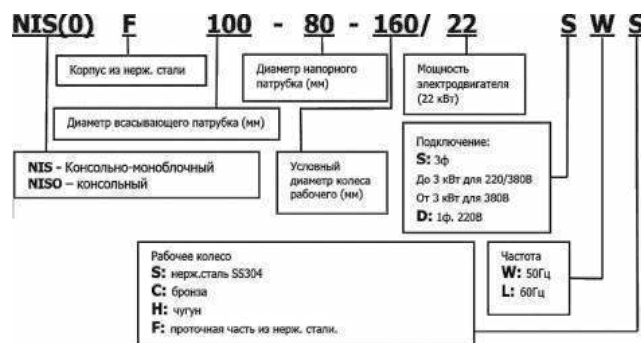 NIS(0) F 100 - 80 - 160/ 22 S W S
Корпус из нерж. стали
Диаметр напорного
патрубка (мм)
Мощность
электродвигателя
(22 кВт)
Диаметр всасывающего патрубка (мм)
NIS - Консольно-моноблочный
NISO – консольный
Условный
диаметр колеса
рабочего (мм)
Подключение:
S: 3ф
До 3 кВт для 220/380В
От 3 кВт для 380В
D: 1ф. 220В
Рабочее колесо
S: нерж.сталь SS304
C: бронза
H: чугун
F: проточная часть из нерж. стали.
Частота
W: 50Гц
L: 60Гц